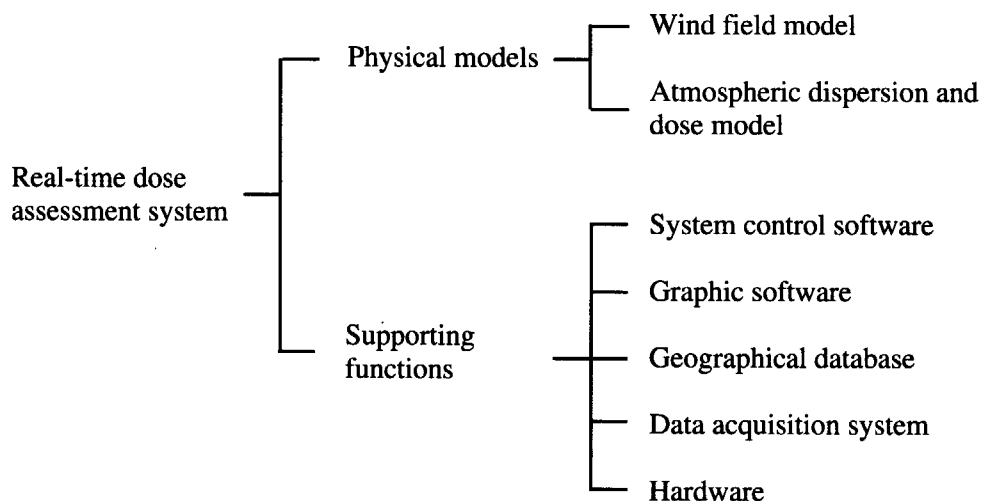 Wind field model
Physical models
Atmospheric dispersion and
dose model
Real-time dose
assessment system
System control software
Graphic software
Supporting
functions
Geographical database
Data acquisition system
Hardware